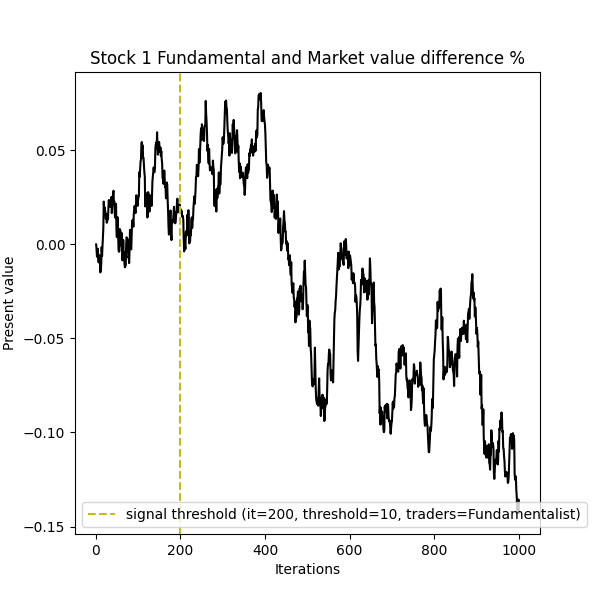 Stock 1 Fundamental and Market value difference %
Present value
0.05
0.00
−0.05
−0.10
−0.15
signal threshold (it=200, threshold=10, traders=Fundamentalist)
0 200 400 600 800 1000
Iterations